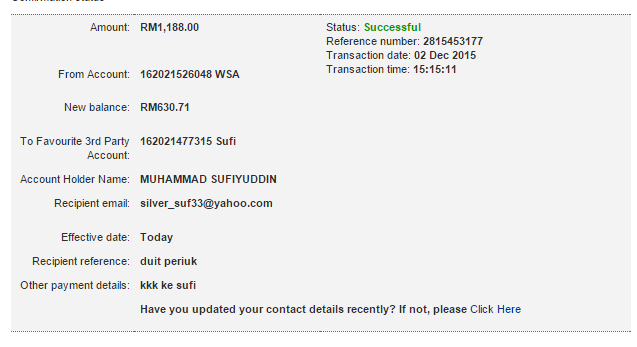 Amount: RM1,188.00
Status: Successful
Reference number: 2815453177
Transaction date: 02 Dec 2015
Transaction time: 15:15:11
From Account: 162021526048 WSA
New balance: RM630.71
To Favourite 3rd Party Account: 162021477315 Sufi
Account Holder Name: MUHAMMAD SUFIYUDDIN
Recipient email: silver_suf33@yahoo.com
Effective date: Today
Recipient reference: duit periuk
Other payment details: kkk ke sufi
Have you updated your contact details recently? If not, please Click Here